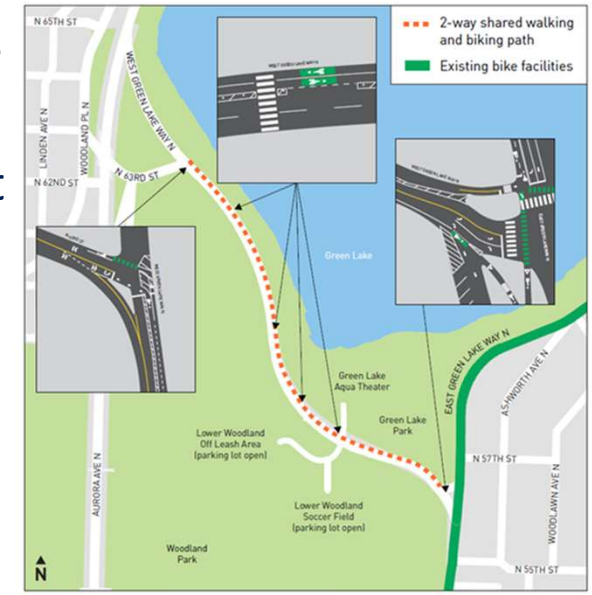 N 65TH ST
WEST GREEN LAKE WAY N
2-way shared walking
and biking path
Existing bike facilities
LINDEN AVE N
WOODLAND PL N
N 63RD ST
N 62ND ST
Green Lake
EAST GREEN LAKE WAY N
ASHWORTH AVE N
Green Lake
Aqua Theater
Green Lake
Park
Lower Woodland
Off Leash Area
(parking lot open)
N 57TH ST
AURORA AVE N
WOODLAWN AVE N
Lower Woodland
Soccer Field
(parking lot open)
Woodland
Park
N 55TH ST
N